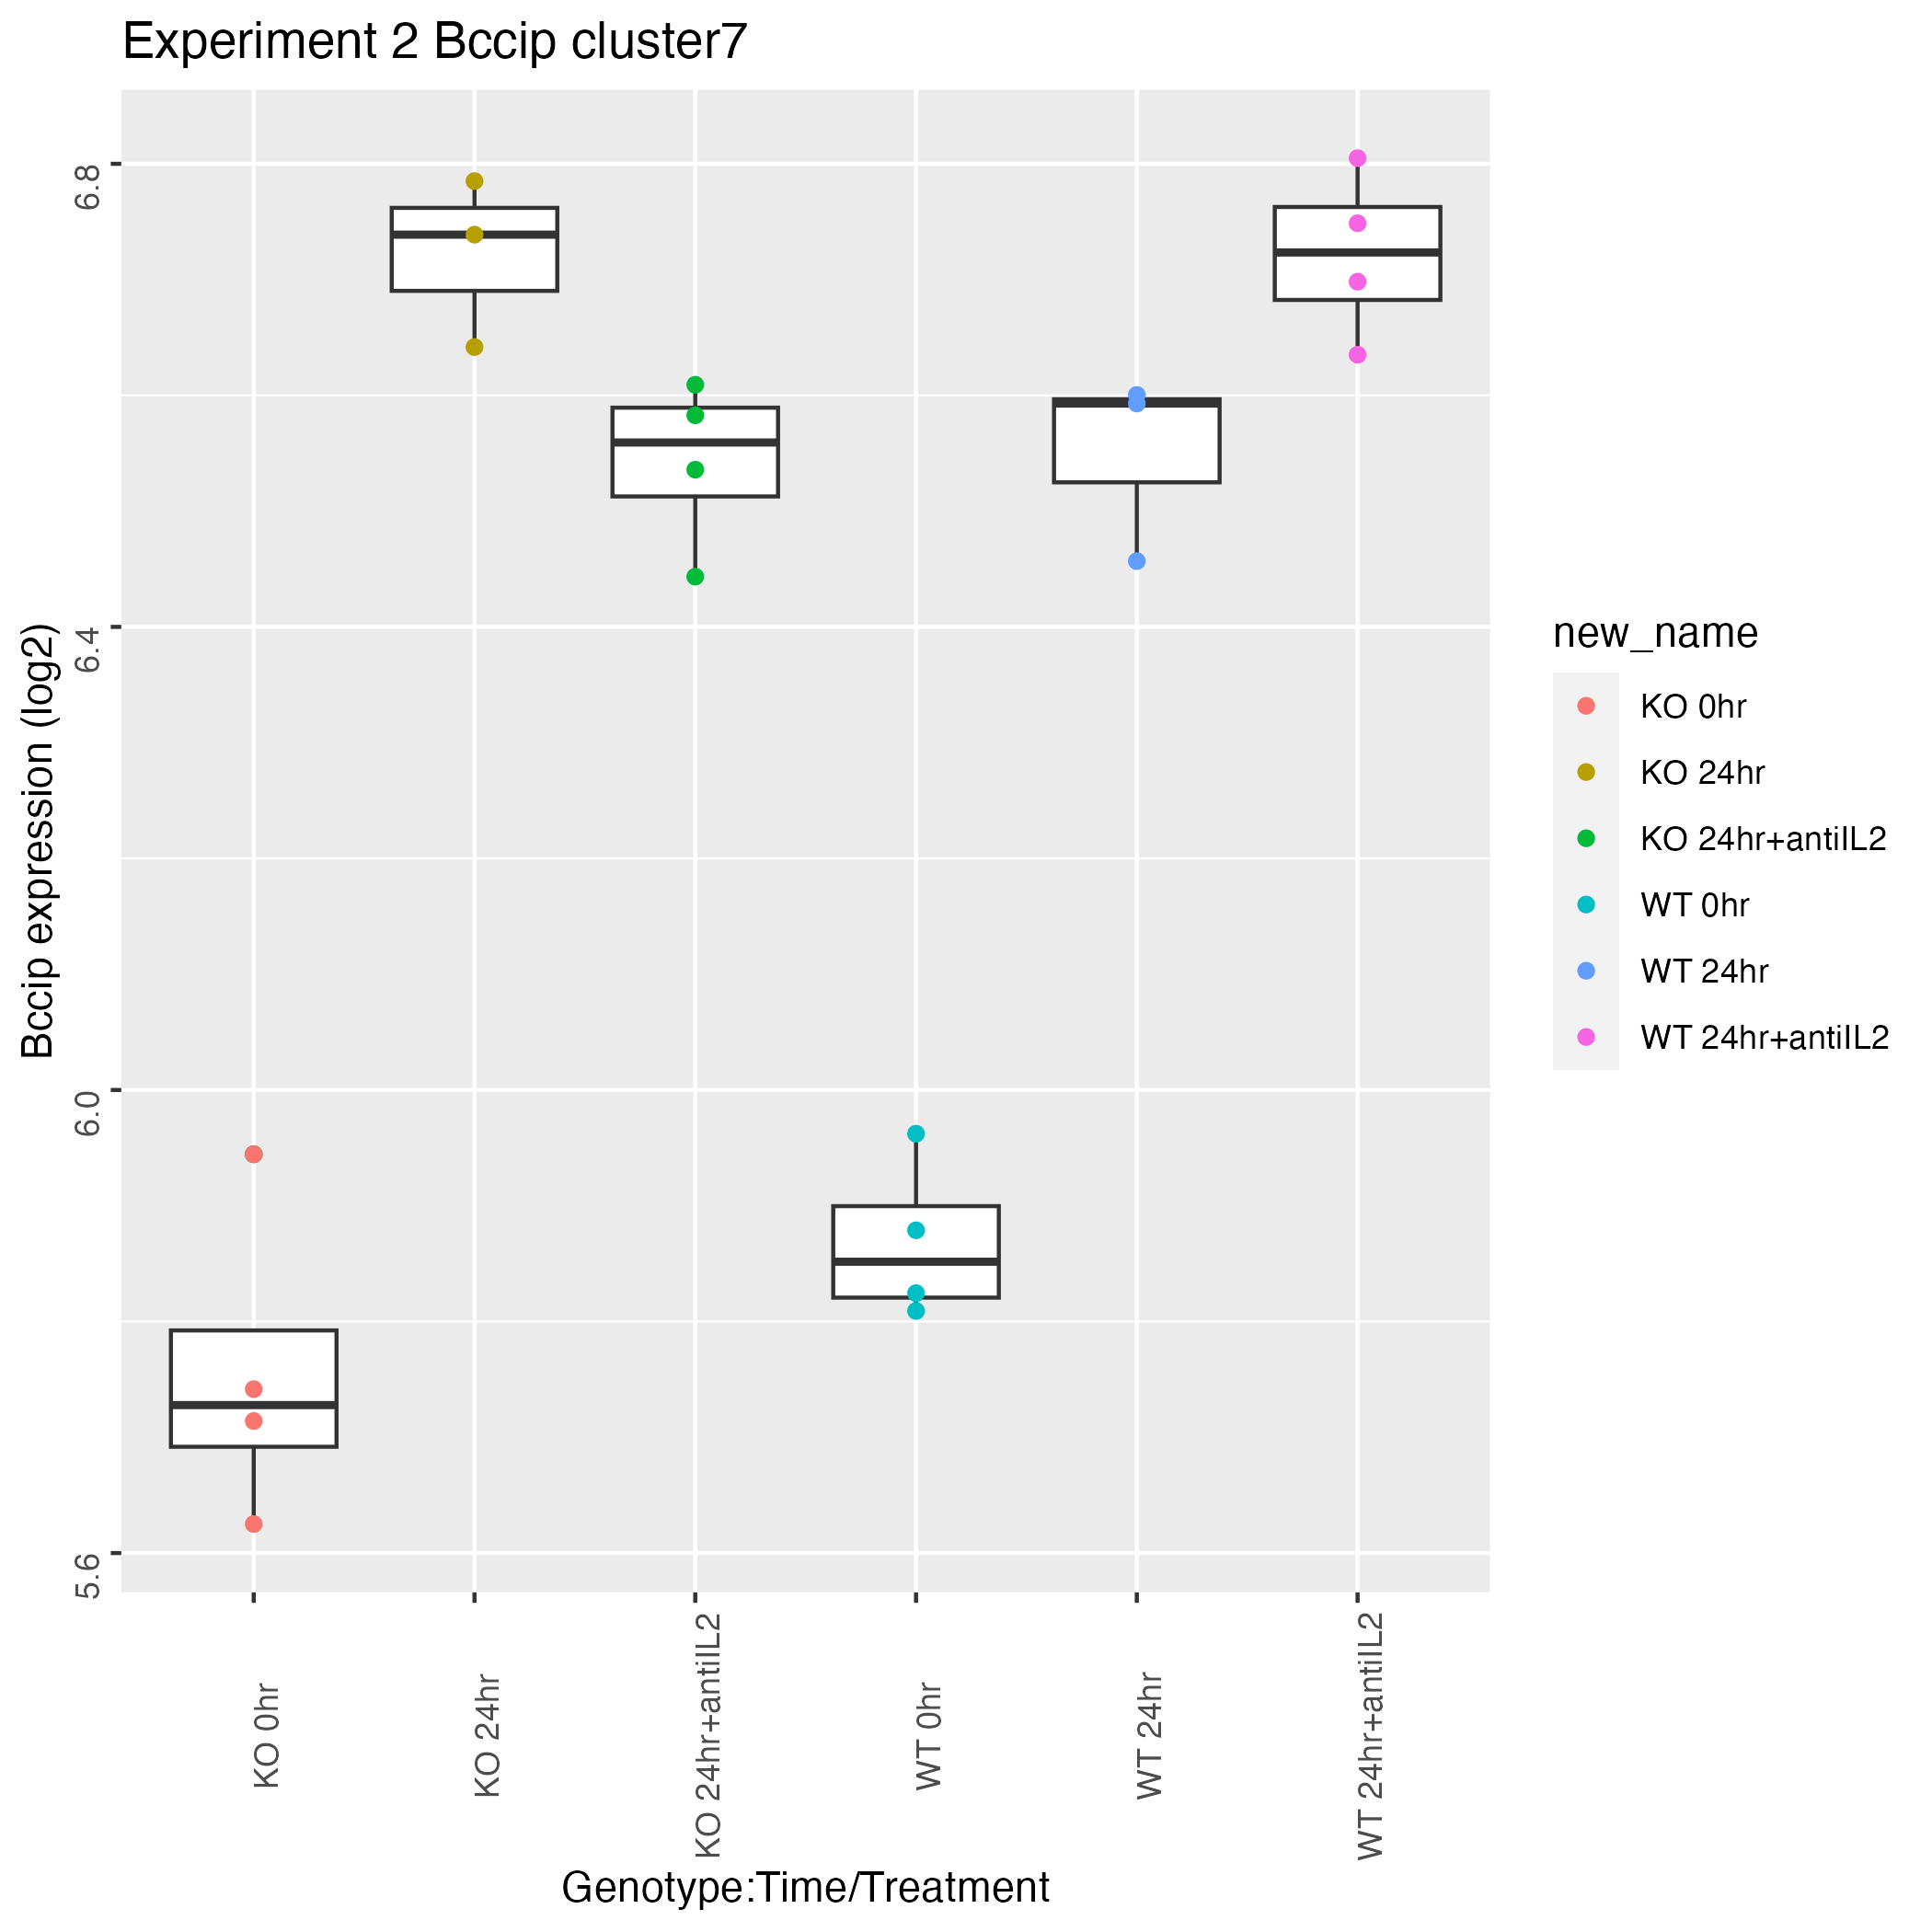 Experiment 2 Bccip cluster7
Bccip expression (log2)
6.8
6.4
6.0
5.6
KO 0hr
KO 24hr
KO 24hr+antiIL2
WT 0hr
WT 24hr
WT 24hr+antiIL2
Genotype:Time/Treatment
new_name
KO 0hr
KO 24hr
KO 24hr+antiIL2
WT 0hr
WT 24hr
WT 24hr+antiIL2